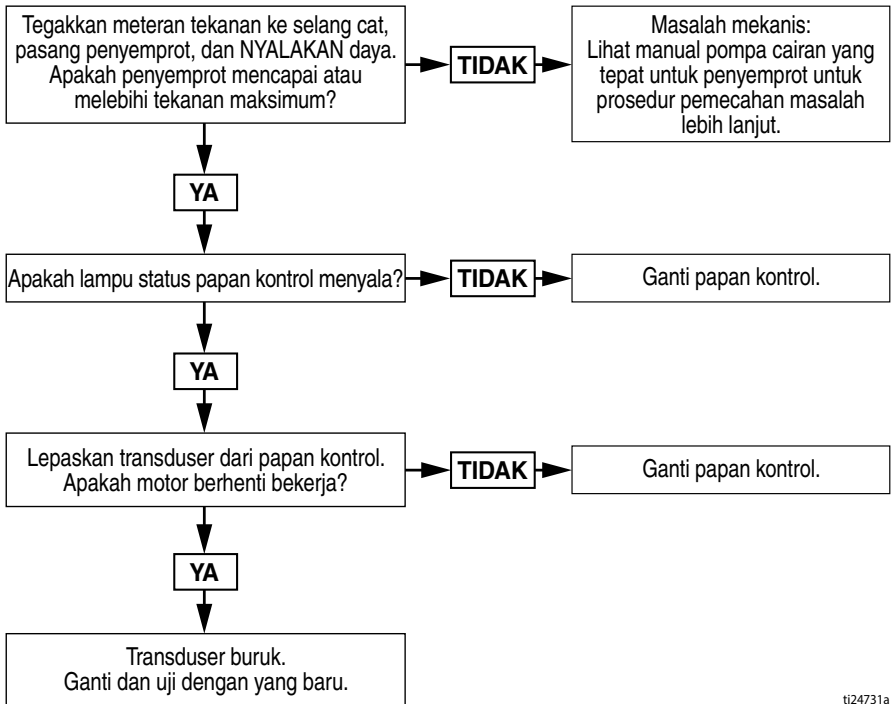 Tegakkan meteran tekanan ke selang cat,
pasang penyemprot, dan NYALAKAN daya.
Apakah penyemprot mencapai atau
melebihi tekanan maksimum?
TIDAK
Masalah mekanis:
Lihat manual pompa cairan yang
tepat untuk penyemprot untuk
prosedur pemecahan masalah
lebih lanjut.
YA
Apakah lampu status papan kontrol menyala?
TIDAK
Ganti papan kontrol.
YA
Lepaskan transduser dari papan kontrol.
Apakah motor berhenti bekerja?
TIDAK
Ganti papan kontrol.
YA
Transduser buruk.
Ganti dan uji dengan yang baru.
ti24731a